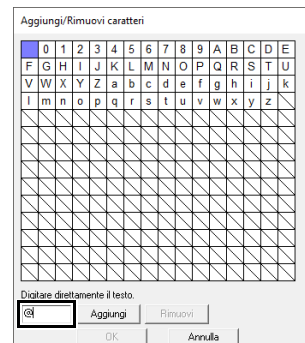 Aggiungi/Rimuovi caratteri
0 1 2 3 4 5 6 7 8 9 A B C D E
F G H I J K L M N O P Q R S T U
V W X Y Z a b c d e f g h i j k
l m n o p q r s t u v w x y z
Digitare direttamente il testo.
@ Aggiungi Rimuovi
OK Annulla